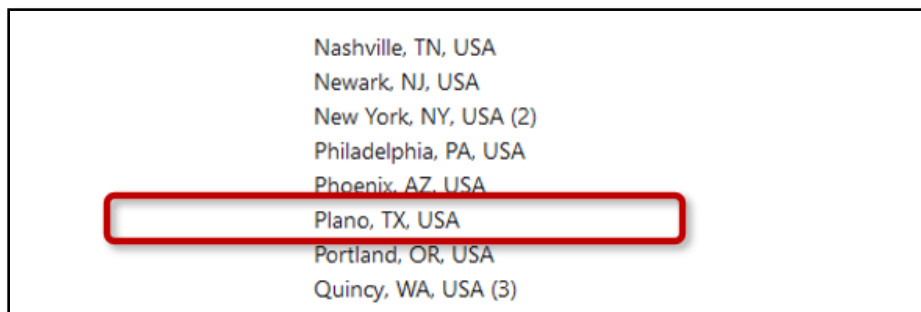 Nashville, TN, USA
Newark, NJ, USA
New York, NY, USA (2)
Philadelphia, PA, USA
Phoenix, AZ, USA
Plano, TX, USA
Portland, OR, USA
Quincy, WA, USA (3)